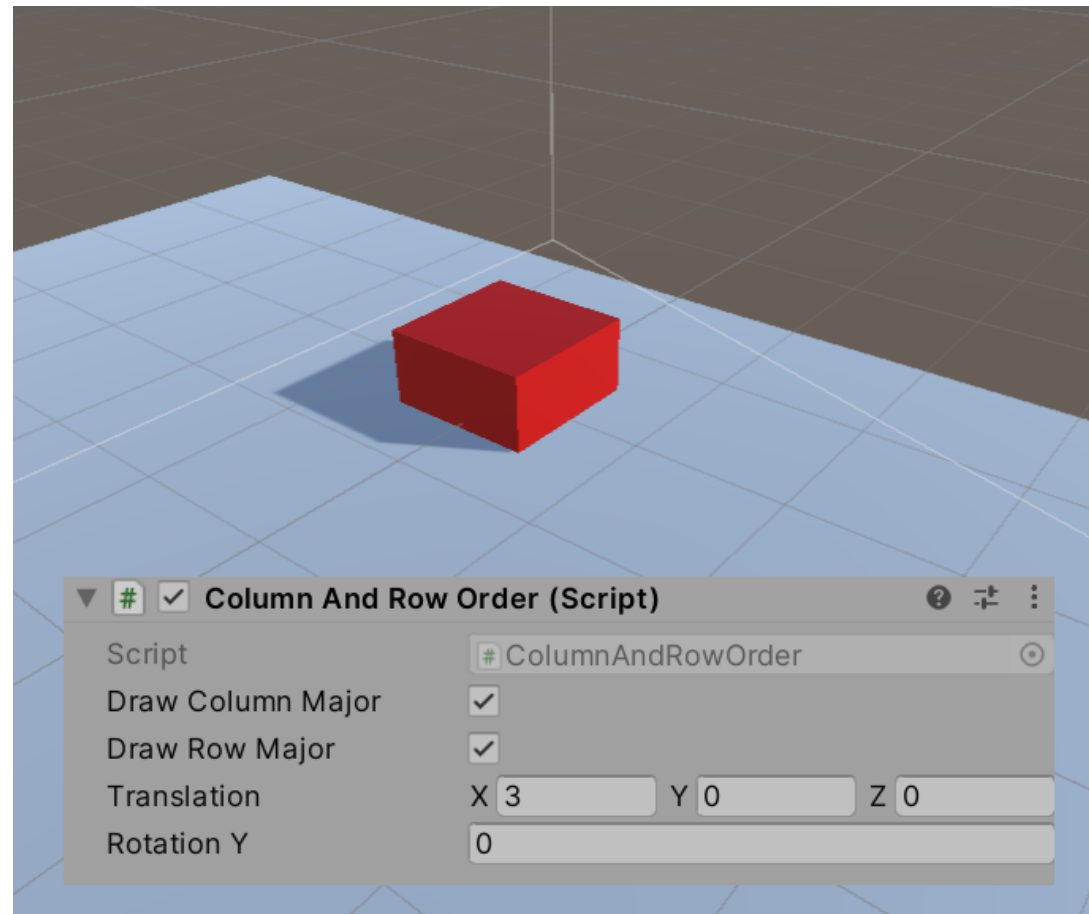 # Column And Row Order (Script)
Script # ColumnAndRowOrder
Draw Column Major
Draw Row Major
Translation X 3 Y 0 Z 0
Rotation Y 0